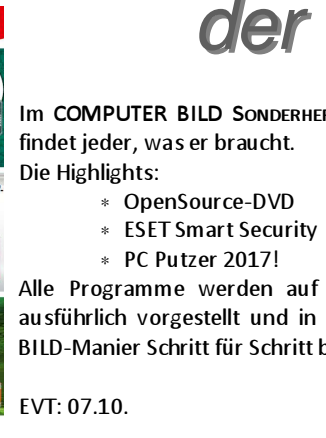 der
Im COMPUTER BILD SONDERHEF
findet jeder, was er braucht.
Die Highlights:
* OpenSource-DVD
* ESET Smart Security
* PC Putzer 2017!
Alle Programme werden auf
ausführlich vorgestellt und in
BILD-Manier Schritt für Schritt b
EVT: 07.10.